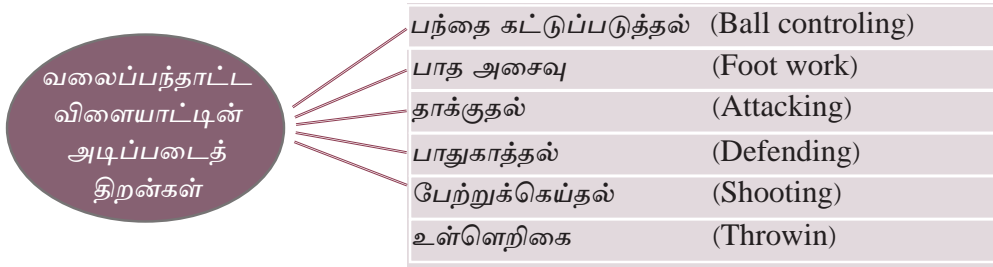 வலைப்பந்தாட்ட
விளையாட்டின்
அடிப்படைத்
திறன்கள்
பந்தை கட்டுப்படுத்தல் (Ball controling)
பாத அசைவு (Foot work)
தாக்குதல் (Attacking)
பாதுகாத்தல் (Defending)
பேற்றுக்கெய்தல் (Shooting)
உள்ளெறிகை (Throwin)